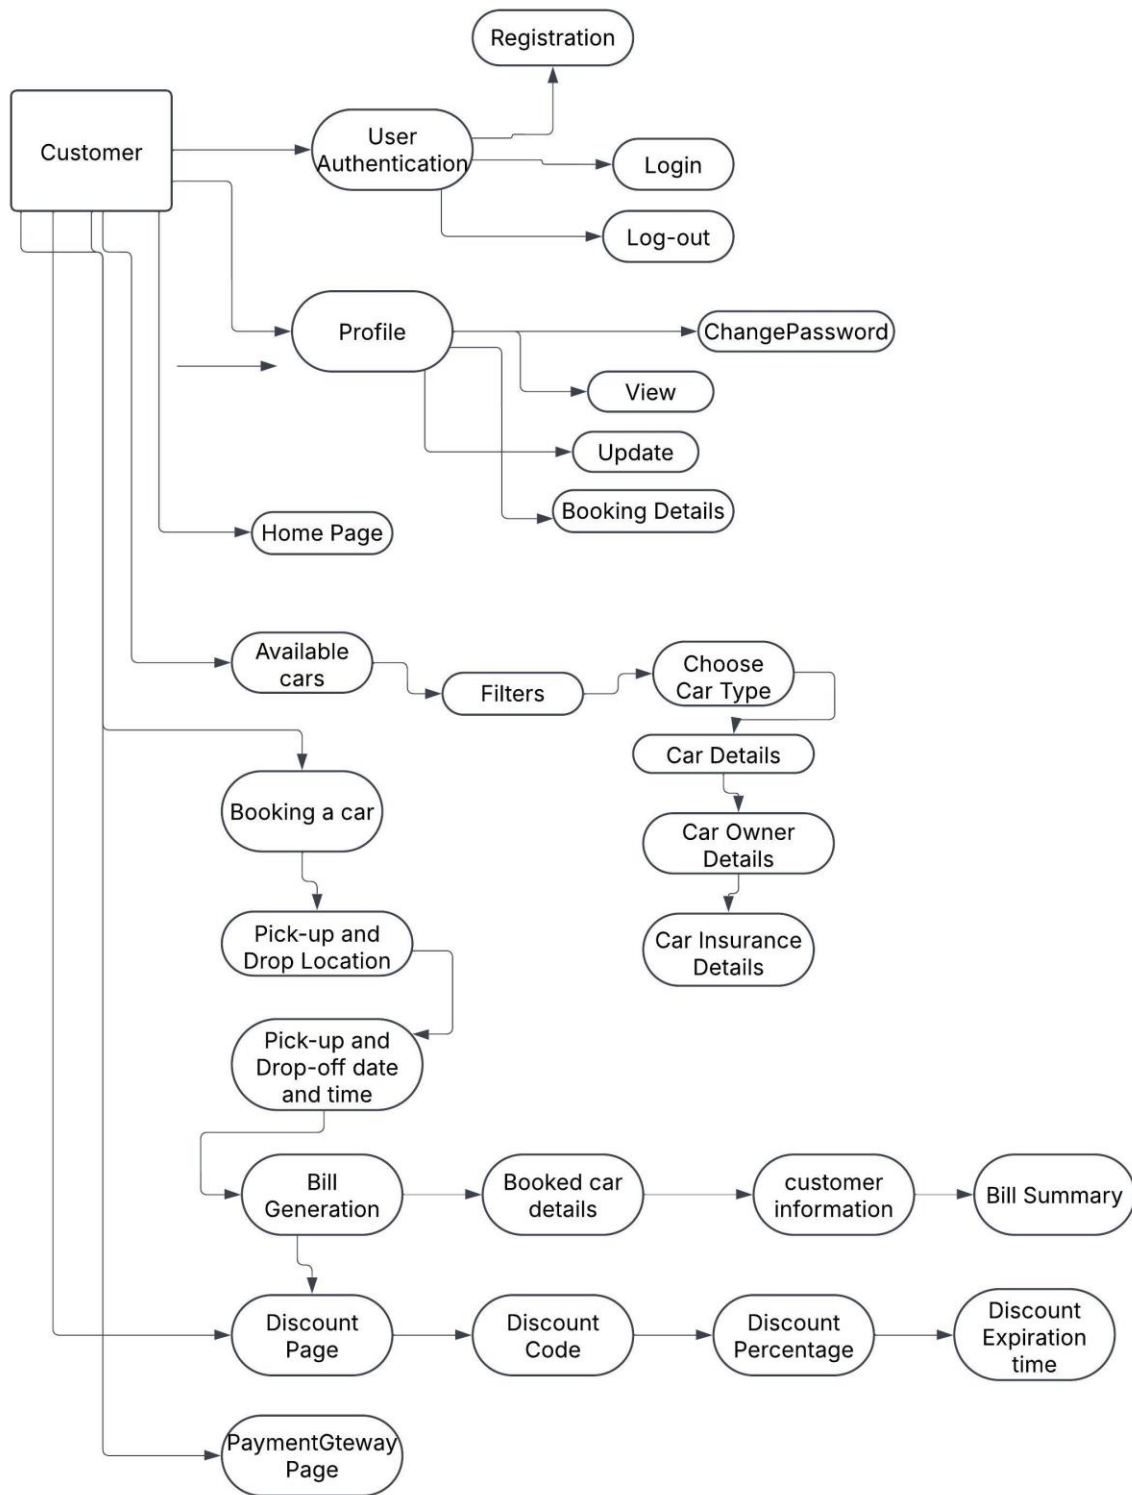 Registration
Customer
User
Authentication
Login
Log-out
Profile
ChangePassword
View
Update
Booking Details
Home Page
Available
cars
Filters
Choose
Car Type
Car Details
Booking a car
Car Owner
Details
Pick-up and
Drop Location
Car Insurance
Details
Pick-up and
Drop-off date
and time
Bill
Generation
Booked car
details
customer
information
Bill Summary
Discount
Page
Discount
Code
Discount
Percentage
Discount
Expiration
time
PaymentGteway
Page